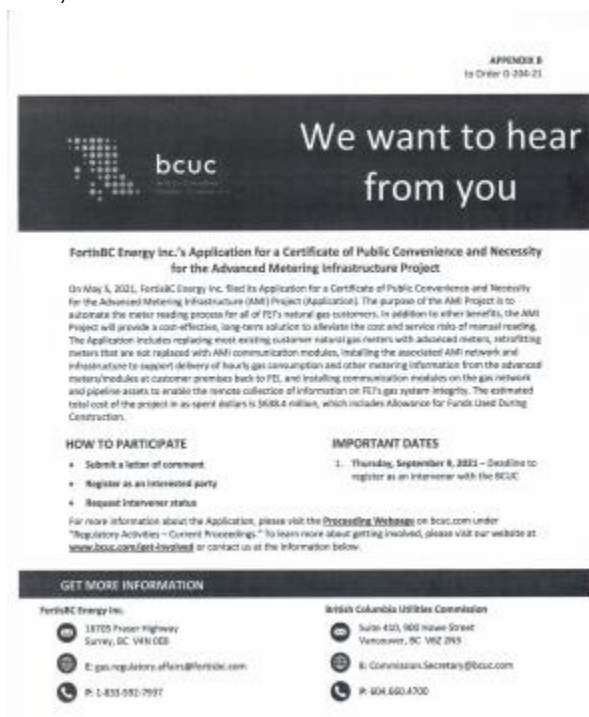 APPENDIX B
to Order G-204-21
bcuc
We want to hear
from you
FortisBC Energy Inc.'s Application for a Certificate of Public Convenience and Necessity
for the Advanced Metering Infrastructure Project
On May 5, 2021, FortisBC Energy Inc. filed its Application for a Certificate of Public Convenience and Necessity
for the Advanced Metering Infrastructure (AMI) Project (Application). The purpose of the AMI Project is to
automate the meter reading process for all of FEI's natural gas customers. In addition to other benefits, the AMI
Project will provide a cost-effective, long-term solution to alleviate the cost and service risks of manual reading.
The Application includes replacing most existing customer natural gas meters with advanced meters, retrofitting
meters that are not replaced with AMI communication modules, installing the associated AMI network and
infrastructure to support delivery of hourly gas consumption and other metering information from the advanced
meters/modules at customer premises back to FEI, and installing communication modules on the gas network
and pipeline assets to enable the remote collection of information on FEI's gas system integrity. The estimated
total cost of the project in as-spent dollars is $638.4 million, which includes Allowance for Funds Used During
Construction.
HOW TO PARTICIPATE
• Submit a letter of comment
• Register as an interested party
• Request intervener status
IMPORTANT DATES
1. Thursday, September 9, 2021 – Deadline to
register as an intervener with the BCUC
For more information about the Application, please visit the Proceeding Webpage on bcuc.com under
"Regulatory Activities – Current Proceedings." To learn more about getting involved, please visit our website at
www.bcuc.com/get-involved or contact us at the information below.
GET MORE INFORMATION
FortisBC Energy Inc.
16705 Fraser Highway
Surrey, BC V4N 0E8
E: gas.regulatory.affairs@fortisbc.com
P: 1-833-592-7937
British Columbia Utilities Commission
Suite 410, 900 Howe Street
Vancouver, BC V6Z 2N3
E: Commission.Secretary@bcuc.com
P: 604.660.4700